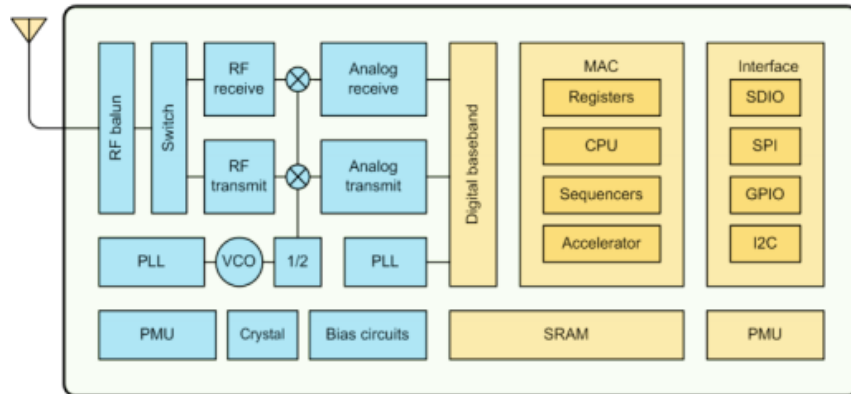 RF balun
Switch
RF
receive
RF
transmit
Analog
receive
Analog
transmit
PLL
VCO
1/2
PLL
Digital baseband
MAC
Registers
CPU
Sequencers
Accelerator
Interface
SDIO
SPI
GPIO
I2C
PMU
Crystal
Bias circuits
SRAM
PMU